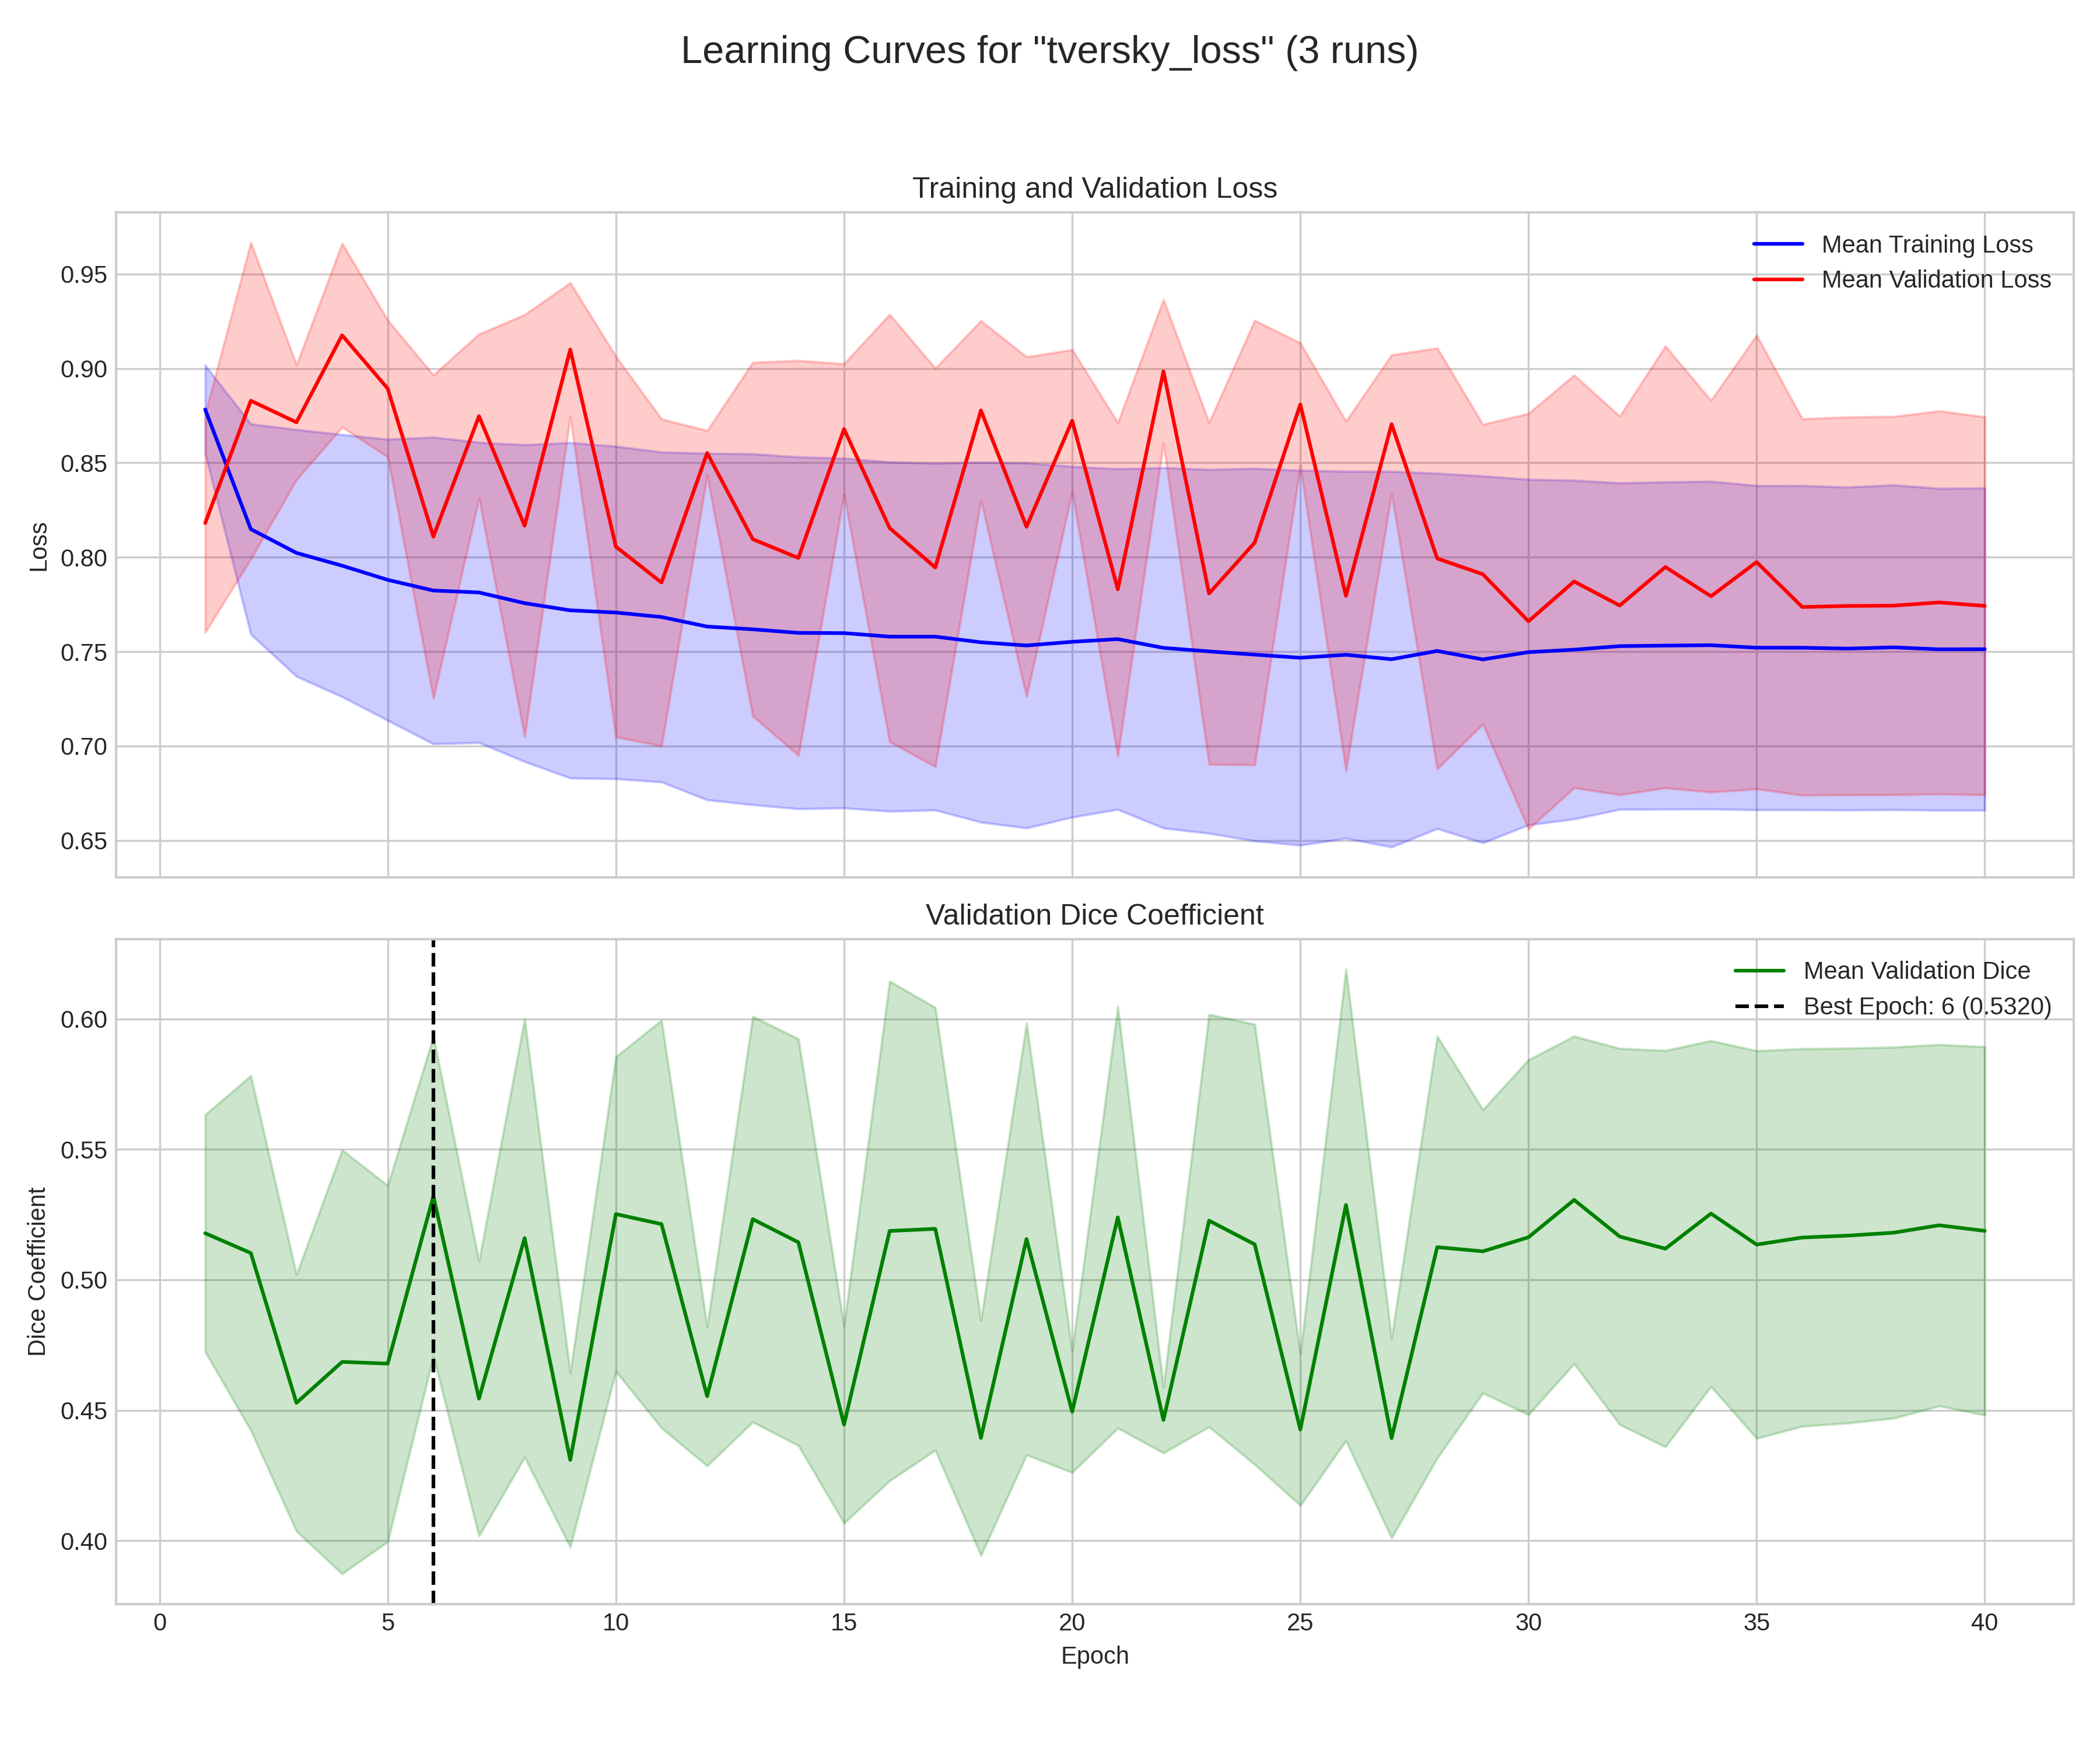 Learning Curves for "tversky_loss" (3 runs)
Training and Validation Loss
Mean Training Loss
Mean Validation Loss
0.95
0.90
0.85
0.80
0.75
0.70
0.65
Loss
Validation Dice Coefficient
Mean Validation Dice
Best Epoch: 6 (0.5320)
0.60
0.55
0.50
0.45
0.40
Dice Coefficient
0 5 10 15 20 25 30 35 40
Epoch